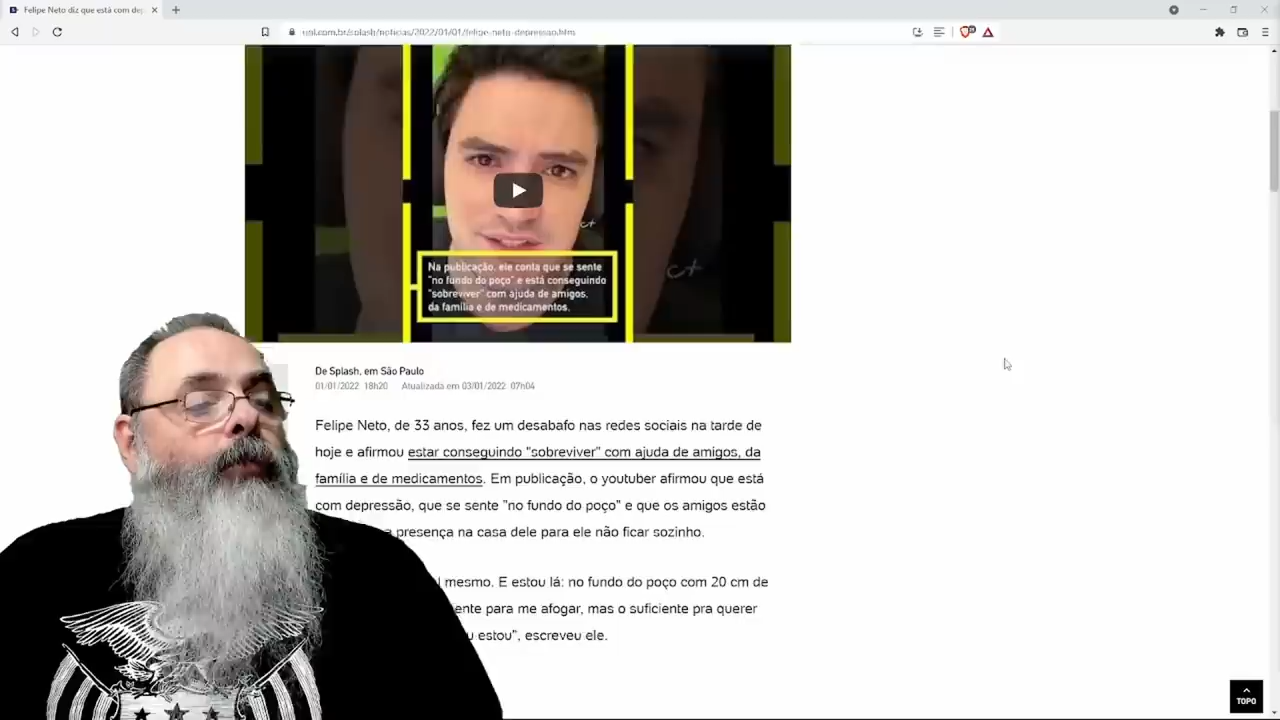 Felipe Neto diz que está com dep
uol.com.br/splash/noticias/2022/01/01/felipe-neto-depressao.htm
Na publicação, ele conta que se sente
"no fundo do poço" e está conseguindo
"sobreviver" com ajuda de amigos,
da família e de medicamentos.
De Splash, em São Paulo
01/01/2022 18h20 Atualizada em 03/01/2022 07h04
Felipe Neto, de 33 anos, fez um desabafo nas redes sociais na tarde de
hoje e afirmou estar conseguindo "sobreviver" com ajuda de amigos, da
família e de medicamentos. Em publicação, o youtuber afirmou que está
com depressão, que se sente "no fundo do poço" e que os amigos estão
a presença na casa dele para ele não ficar sozinho.
mesmo. E estou lá: no fundo do poço com 20 cm de
para me afogar, mas o suficiente pra querer
estou", escreveu ele.
TOPO